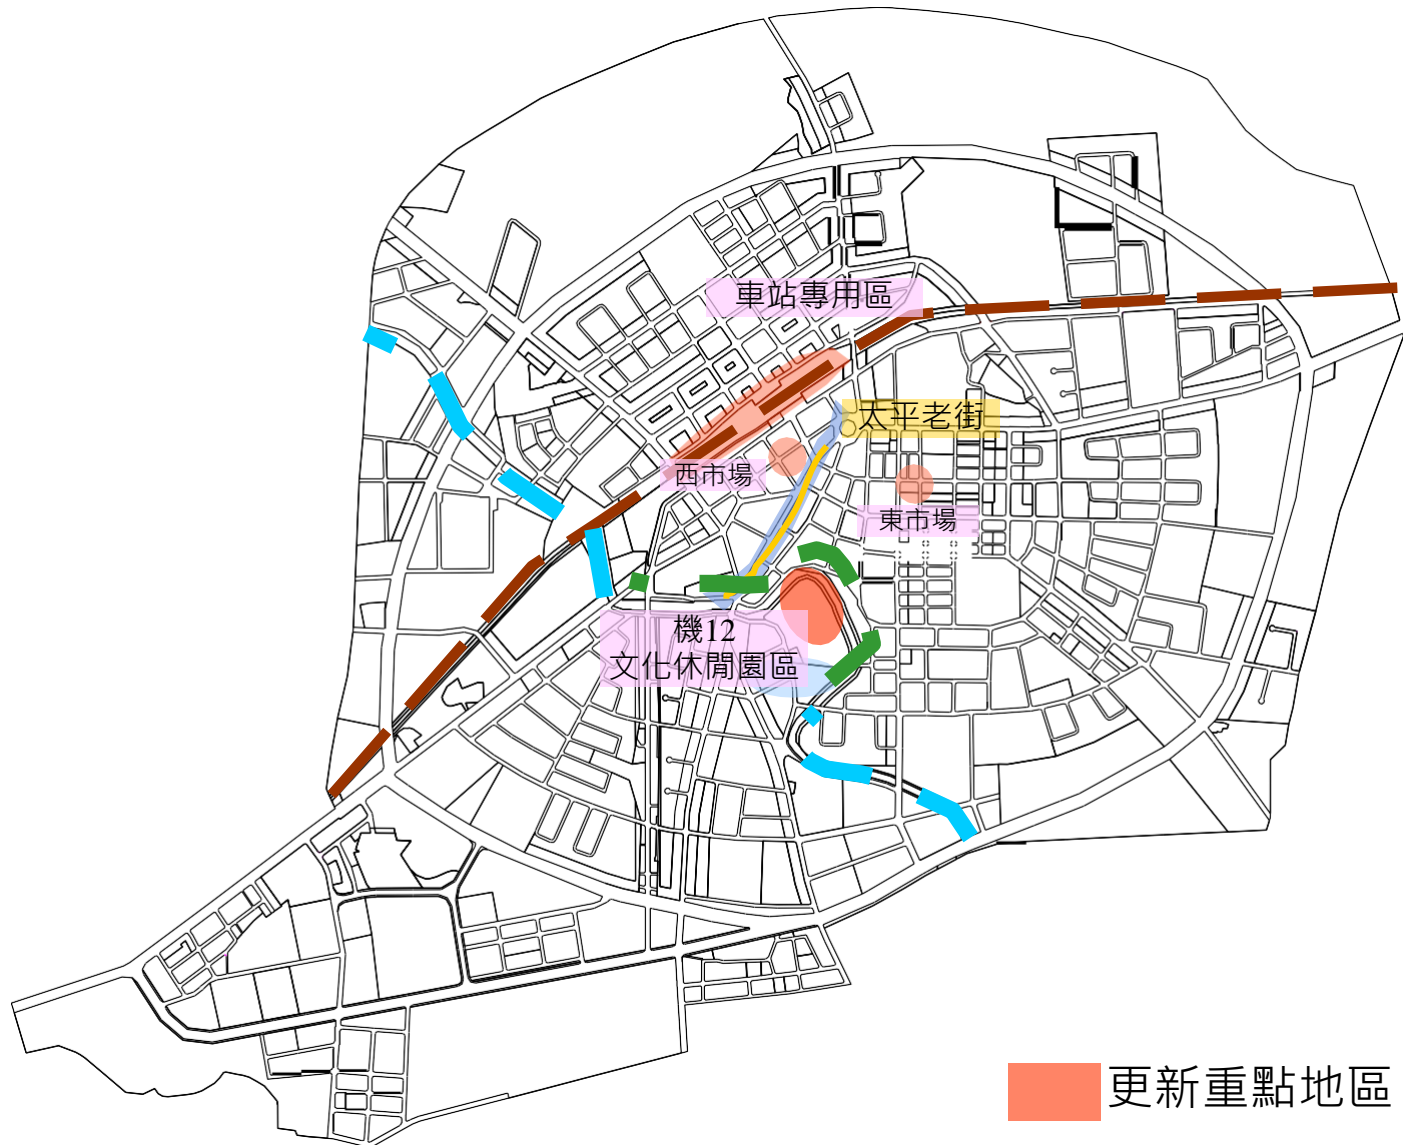 車站專用區
太平老街
西市場
東市場
機12
文化休閒園區
更新重點地區